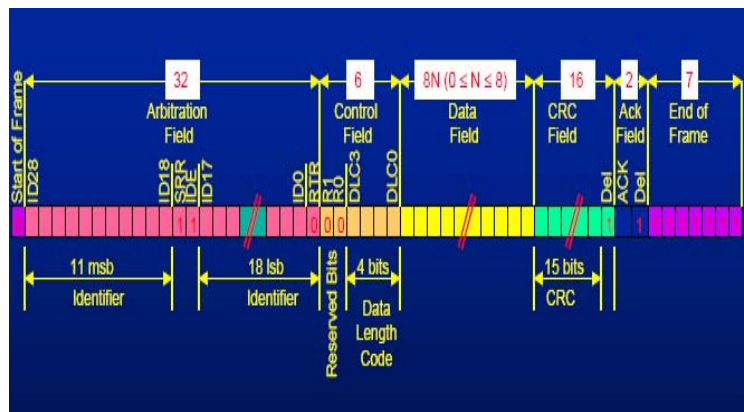 32
6
8N (0 ≤ N ≤ 8)
16
2
7
Arbitration
Field
Control
Field
Data
Field
CRC
Field
Ack
Field
End of
Frame
Start of Frame
ID28
ID18
SRR
IDE
ID17
ID0
RTR
R1
R0
DLC3
DLC0
Del
ACK
Del
1 1 0 0 0 1 1
11 msb
Identifier
18 lsb
Identifier
Reserved Bits
4 bits
Data
Length
Code
15 bits
CRC